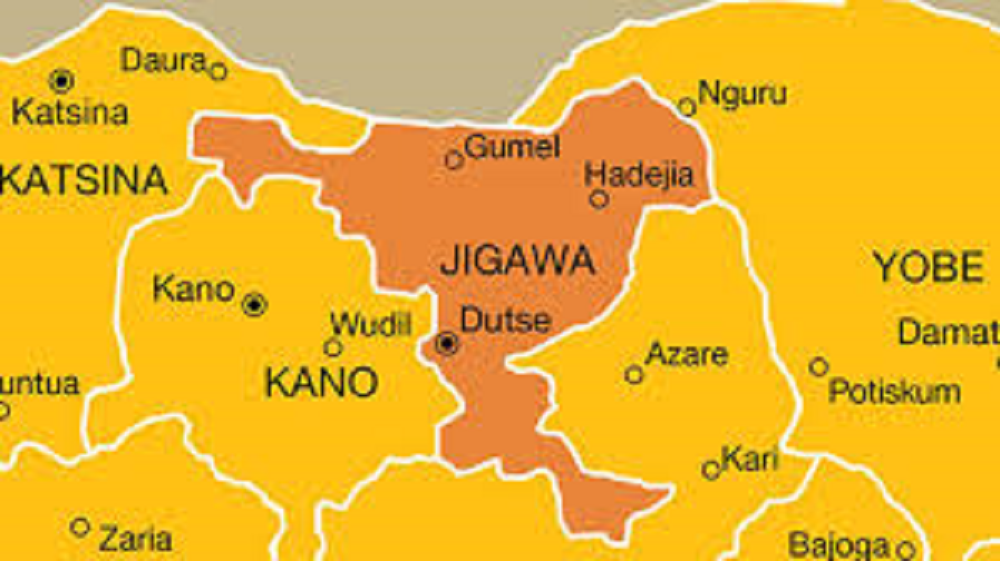 Daura
Katsina
Nguru
Gumel
Hadejia
KATSINA
JIGAWA
YOBE
Kano
Wudil
Dutse
Damat
Azare
untua
KANO
Potiskum
Kari
Zaria
Bajoga